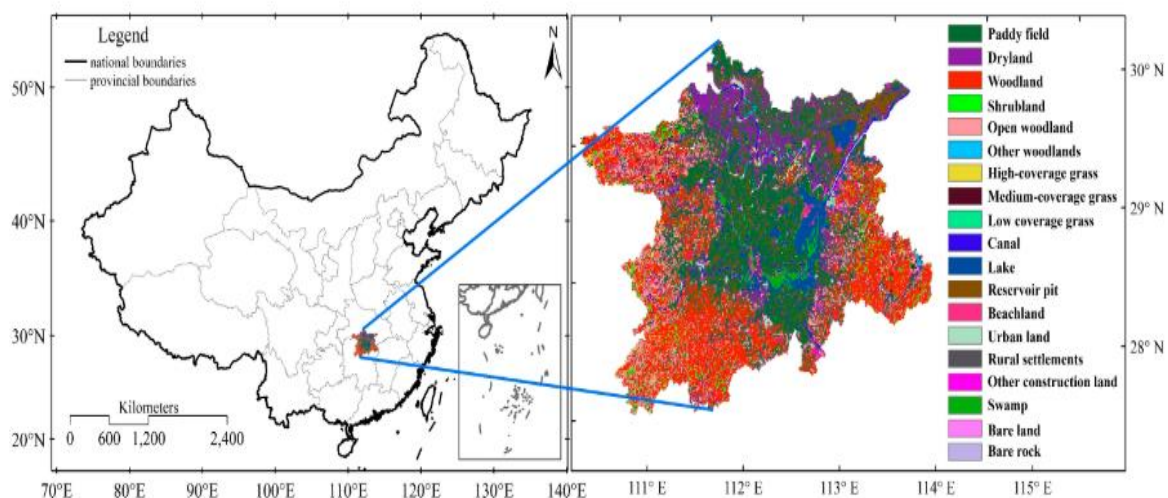 Legend
national boundaries
provincial boundaries
N
50°N
40°N
30°N
20°N
Kilometers
0 600 1,200 2,400
70°E 80°E 90°E 100°E 110°E 120°E 130°E 140°E
Paddy field
Dryland
Woodland
Shrubland
Open woodland
Other woodlands
High-coverage grass
Medium-coverage grass
Low coverage grass
Canal
Lake
Reservoir pit
Beachland
Urban land
Rural settlements
Other construction land
Swamp
Bare land
Bare rock
30°N
29°N
28°N
111°E 112°E 113°E 114°E 115°E